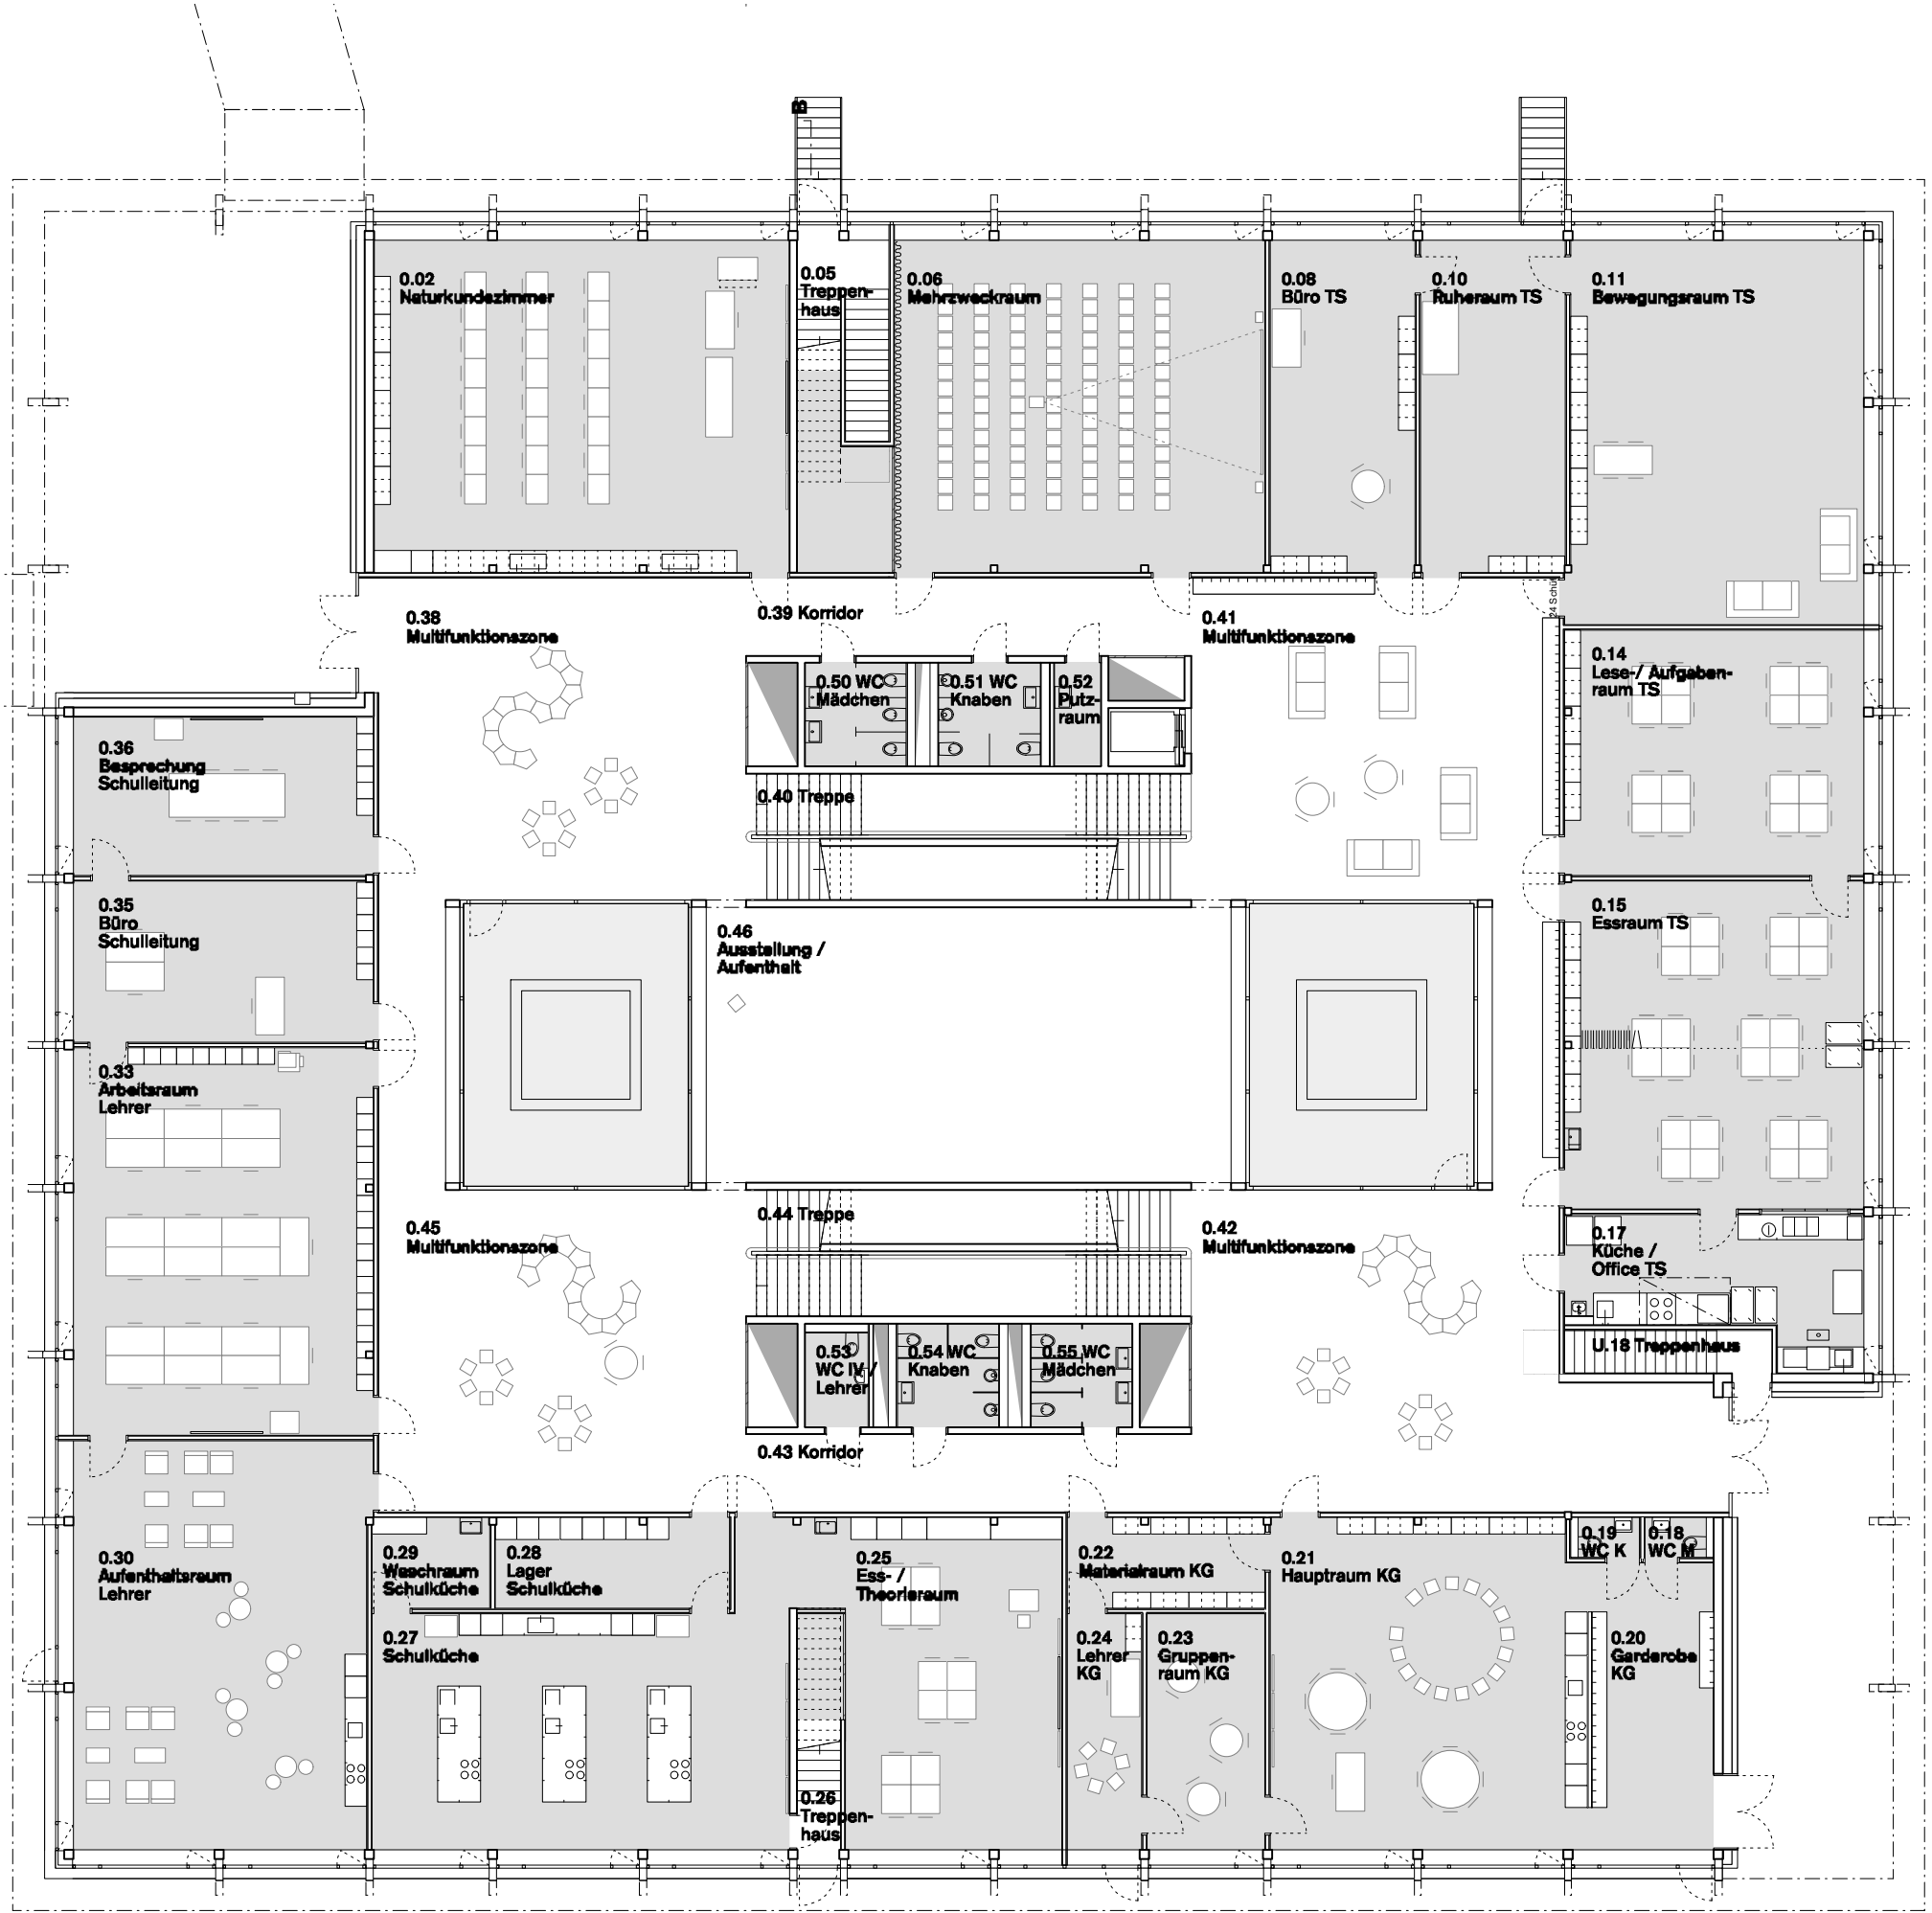 B
0.02
Naturkundezimmer
0.05
Treppen-
haus
0.06
Mehrzweckraum
0.08
Büro TS
0.10
Ruheraum TS
0.11
Bewegungsraum TS
0.38
Multifunktionszone
0.39 Korridor
0.41
Multifunktionszone
0.14
Lese-/ Aufgaben-
raum TS
0.50 WC
Mädchen
0.51 WC
Knaben
0.52
Putz-
raum
0.36
Besprechung
Schulleitung
0.40 Treppe
0.35
Büro
Schulleitung
0.46
Ausstellung /
Aufenthalt
0.15
Essraum TS
0.33
Arbeitsraum
Lehrer
0.45
Multifunktionszone
0.44 Treppe
0.42
Multifunktionszone
0.17
Küche /
Office TS
U.18 Treppenhaus
0.53
WC IV /
Lehrer
0.54 WC
Knaben
0.55 WC
Mädchen
0.43 Korridor
0.30
Aufenthaltsraum
Lehrer
0.29
Waschraum
Schulküche
0.28
Lager
Schulküche
0.25
Ess- /
Theorieraum
0.22
Materialraum KG
0.21
Hauptraum KG
0.19
WC K
0.18
WC M
0.27
Schulküche
0.24
Lehrer
KG
0.23
Gruppen-
raum KG
0.20
Garderobe
KG
0.26
Treppen-
haus